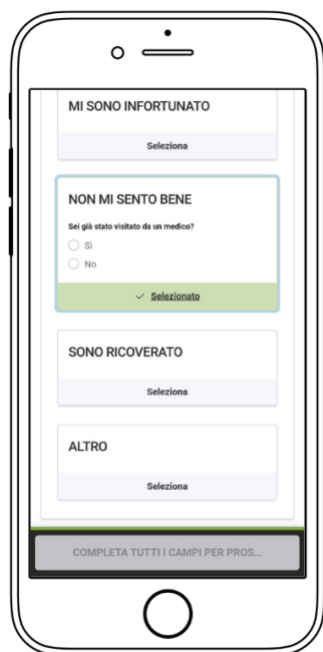 MI SONO INFORTUNATO
Seleziona
NON MI SENTO BENE
Sei già stato visitato da un medico?
Sì
No
Selezionato
SONO RICOVERATO
Seleziona
ALTRO
Seleziona
COMPLETA TUTTI I CAMPI PER PROS...